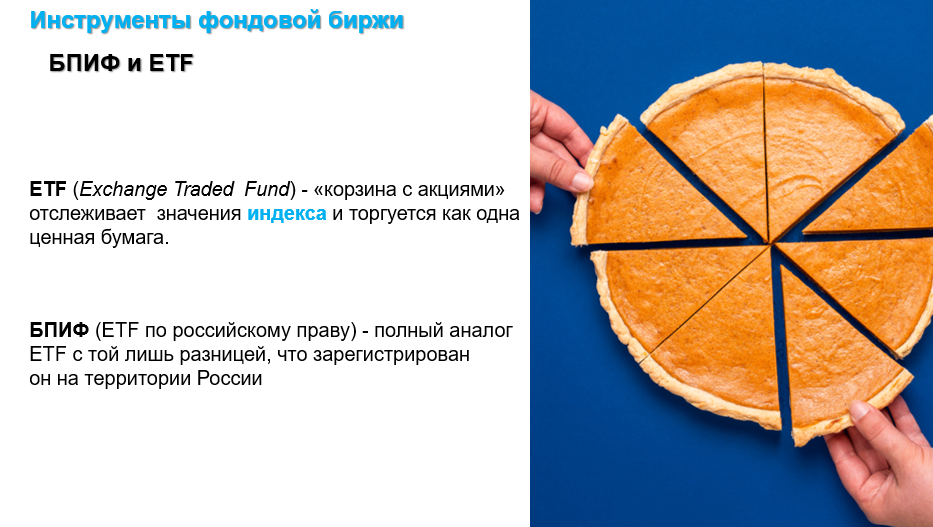 Инструменты фондовой биржи
БПИФ и ETF
ETF (Exchange Traded Fund) - «корзина с акциями»
отслеживает значения индекса и торгуется как одна
ценная бумага.
БПИФ (ETF по российскому праву) - полный аналог
ETF с той лишь разницей, что зарегистрирован
он на территории России